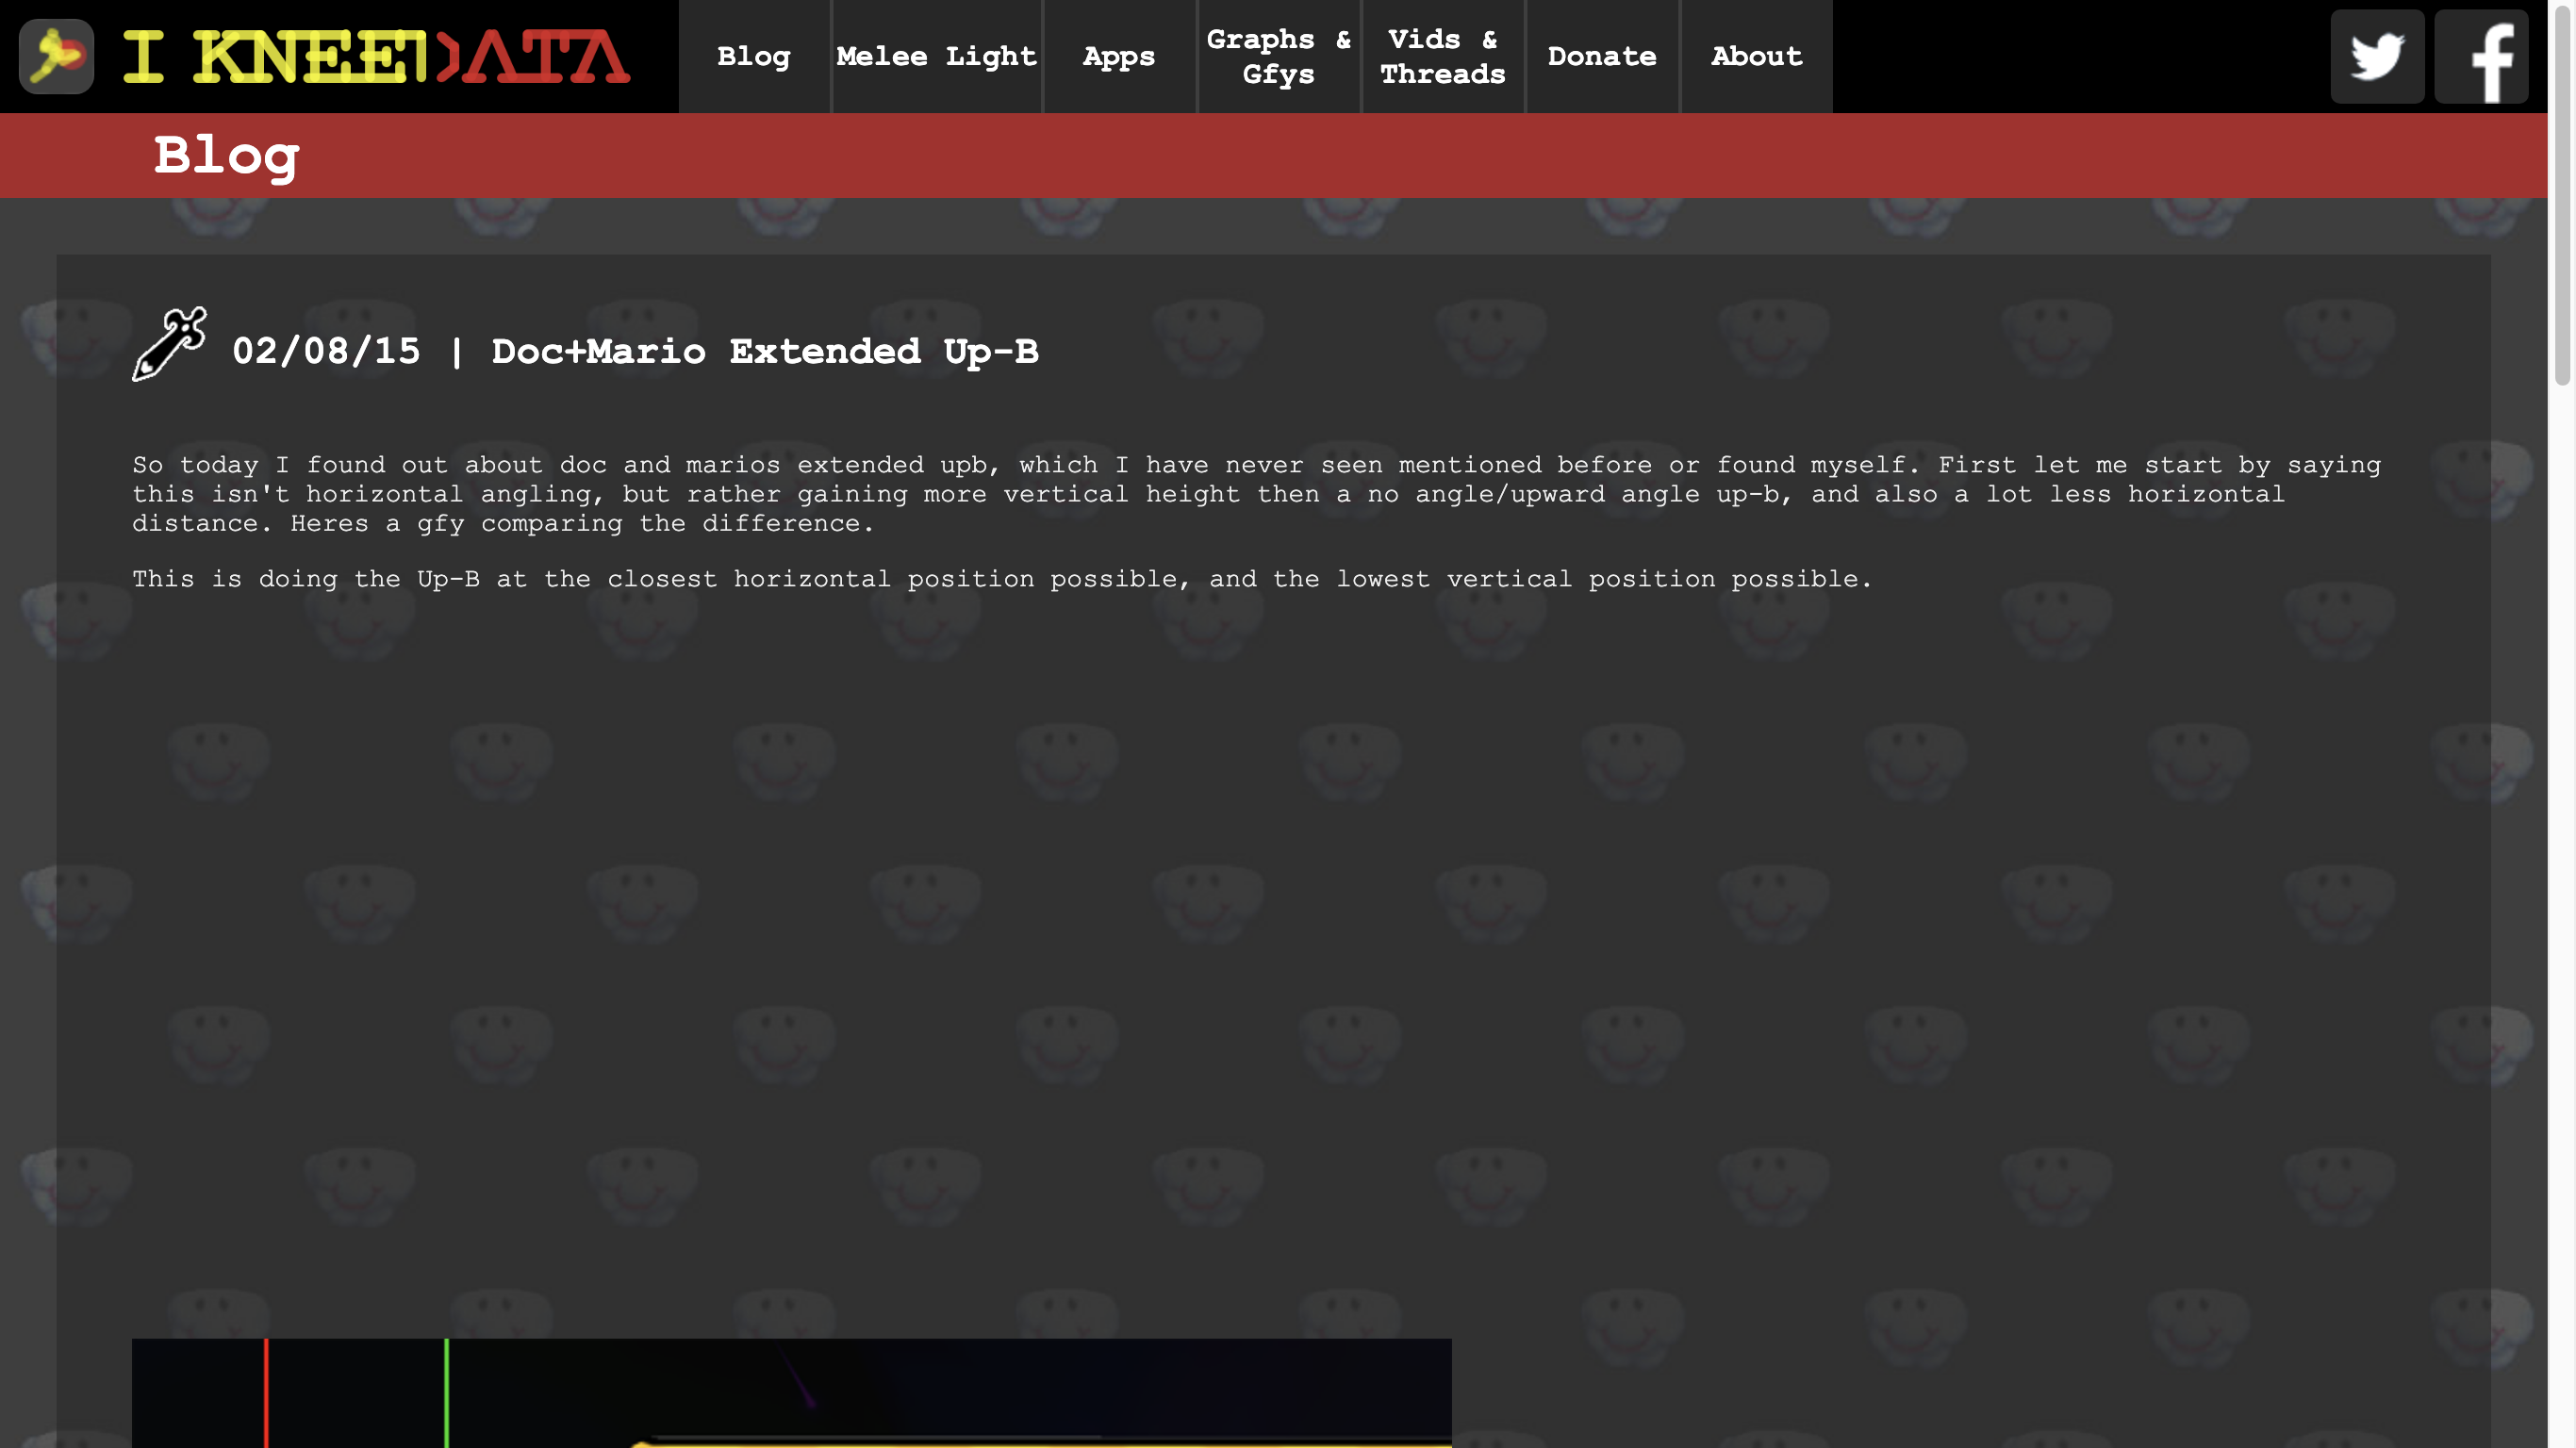 I KNEEDATA
Blog
Melee Light
Apps
Graphs &
Gfys
Vids &
Threads
Donate
About
Blog
02/08/15 | Doc+Mario Extended Up-B
So today I found out about doc and marios extended upb, which I have never seen mentioned before or found myself. First let me start by saying
this isn't horizontal angling, but rather gaining more vertical height then a no angle/upward angle up-b, and also a lot less horizontal
distance. Heres a gfy comparing the difference.
This is doing the Up-B at the closest horizontal position possible, and the lowest vertical position possible.